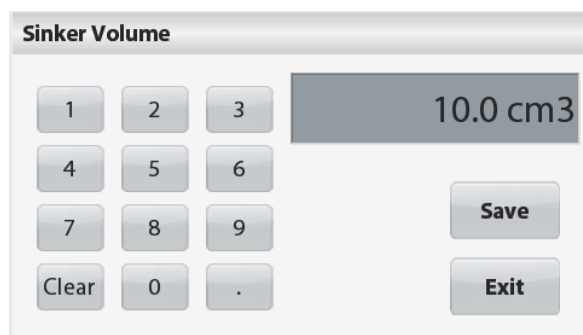 Sinker Volume
10.0 cm3
1 2 3
4 5 6
7 8 9
Clear 0 .
Save
Exit